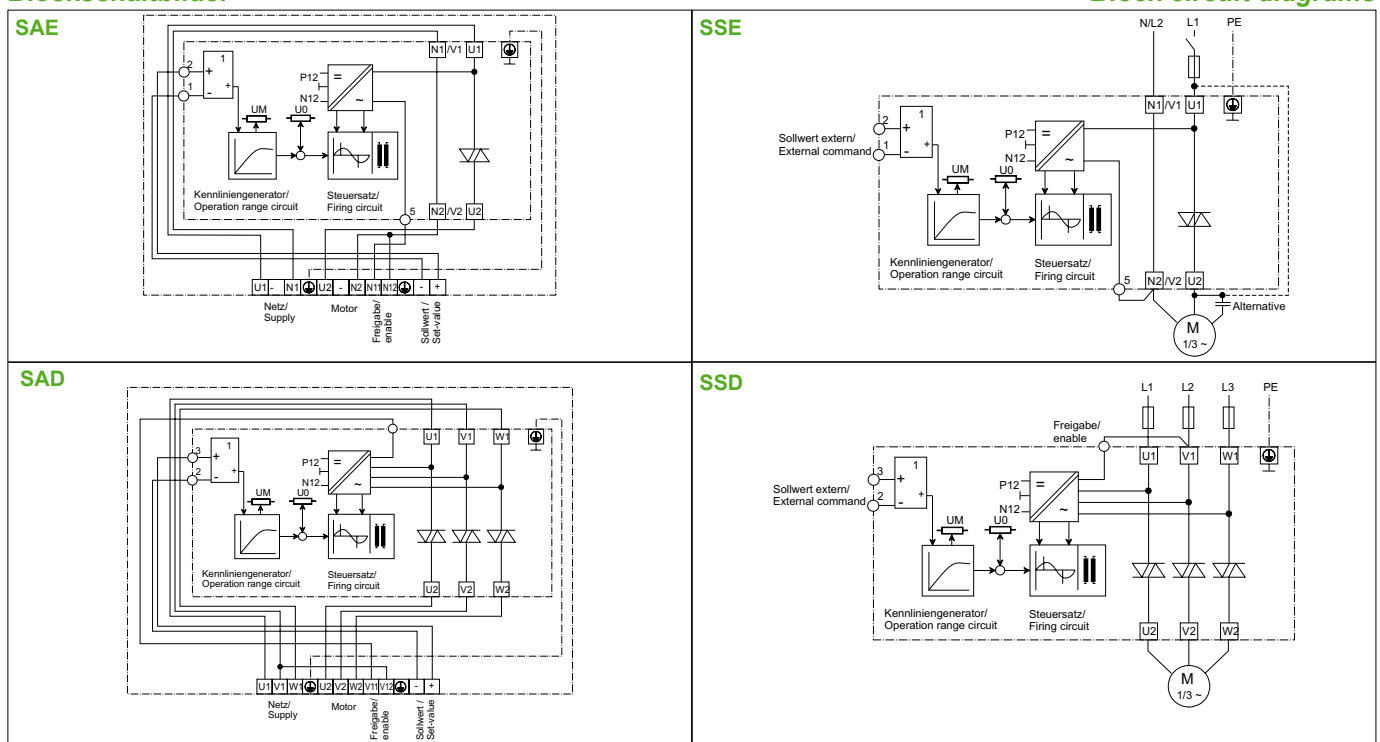 SAE
N1
/V1
U1
2
1
+
-
1
+
P12
=
N12
~
UM
U0
Kennliniengenerator/
Operation range circuit
Steuersatz/
Firing circuit
5
N2
/V2
U2
U1 - N1 U2 - N2 N11 N12 - +
Netz/
Supply
Motor
Freigabe/
enable
Sollwert /
Set-value
SSE
N/L2 L1 PE
N1
/V1
U1
2
1
+
-
1
+
Sollwert extern/
External command
P12
=
N12
~
UM
U0
Kennliniengenerator/
Operation range circuit
Steuersatz/
Firing circuit
5
N2
/V2
U2
Alternative
M
1/3 ~
SAD
U1 V1 W1
3
2
+
-
1
+
P12
=
N12
~
UM
U0
Kennliniengenerator/
Operation range circuit
Steuersatz/
Firing circuit
U2 V2 W2
U1 V1 W1 U2 V2 W2 V11 V12 - +
Netz/
Supply
Motor
Freigabe/
enable
Sollwert /
Set-value
SSD
L1 L2 L3 PE
Freigabe/
enable
U1 V1 W1
3
2
+
-
1
+
Sollwert extern/
External command
P12
=
N12
~
UM
U0
Kennliniengenerator/
Operation range circuit
Steuersatz/
Firing circuit
U2 V2 W2
M
1/3 ~